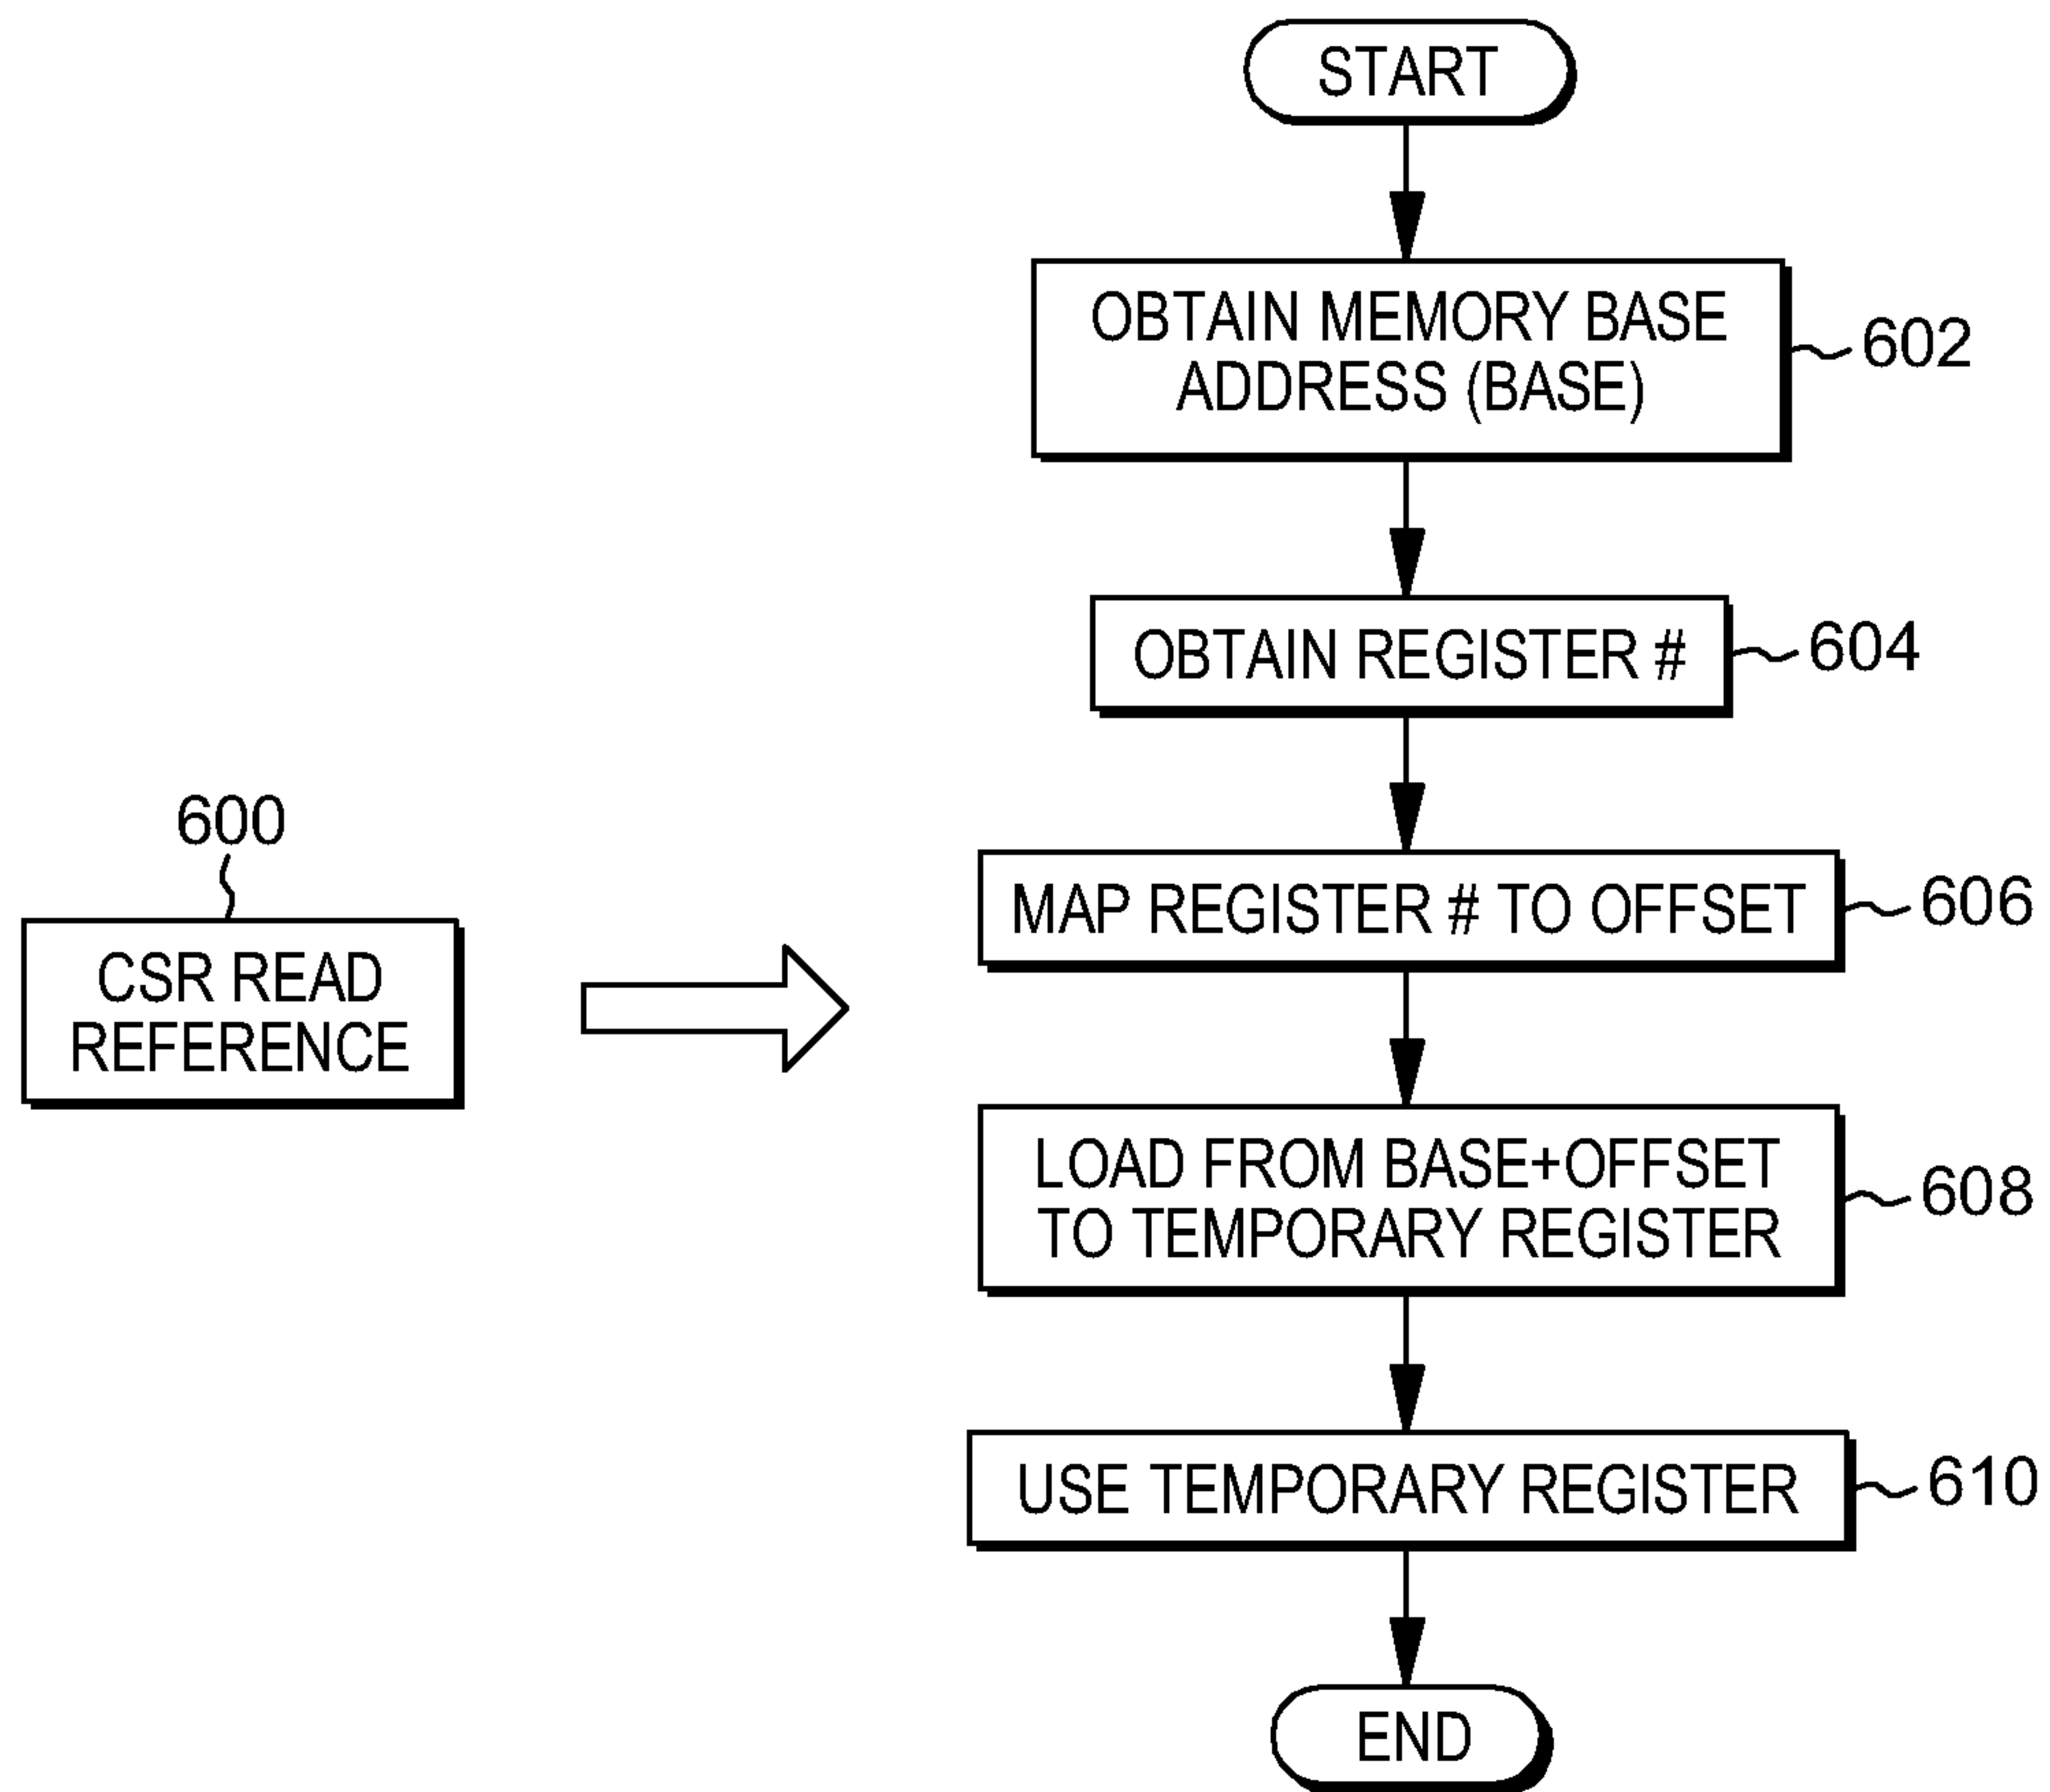 START
OBTAIN MEMORY BASE
ADDRESS (BASE)
602
OBTAIN REGISTER #
604
MAP REGISTER # TO OFFSET
606
600
CSR READ
REFERENCE
LOAD FROM BASE+OFFSET
TO TEMPORARY REGISTER
608
USE TEMPORARY REGISTER
610
END